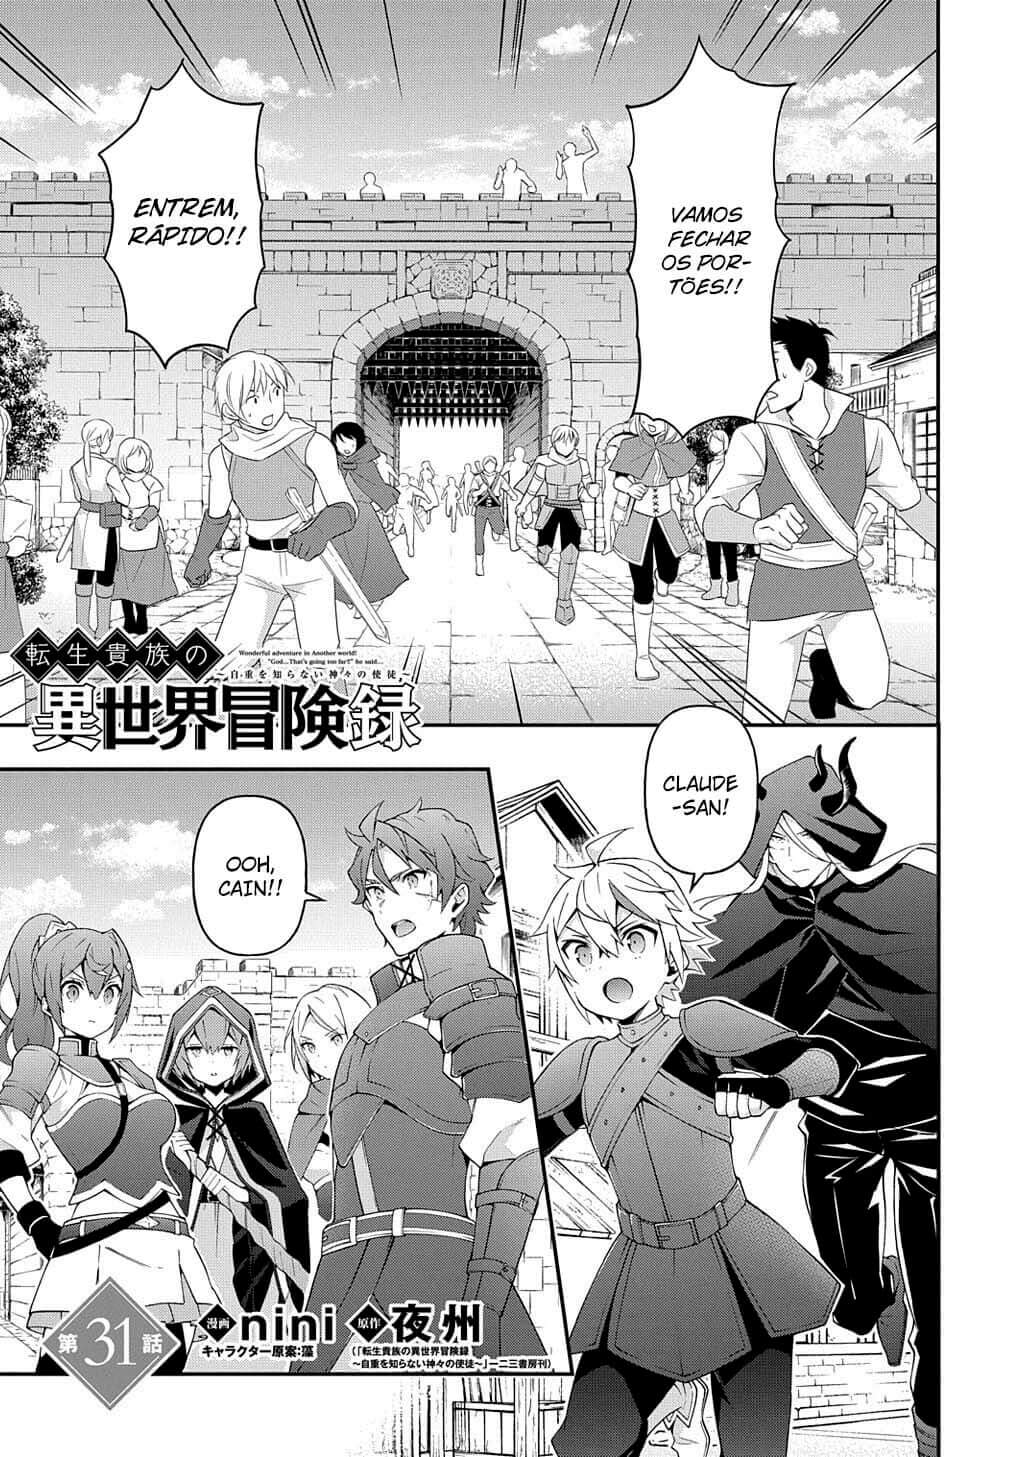 VAMOS
FECHAR
OS POR-
TÕES!!
ENTREM,
RÁPIDO!!
転生貴族の
Wonderful adventure in Another world!
"God...That's going too far!!" he said...
～自重を知らない神々の使徒～
異世界冒険録
CLAUDE
-SAN!
OOH,
CAIN!!
第31話
漫画 nini 原作 夜州
キャラクター原案:藻
(「転生貴族の異世界冒険録
～自重を知らない神々の使徒～」一二三書房刊)